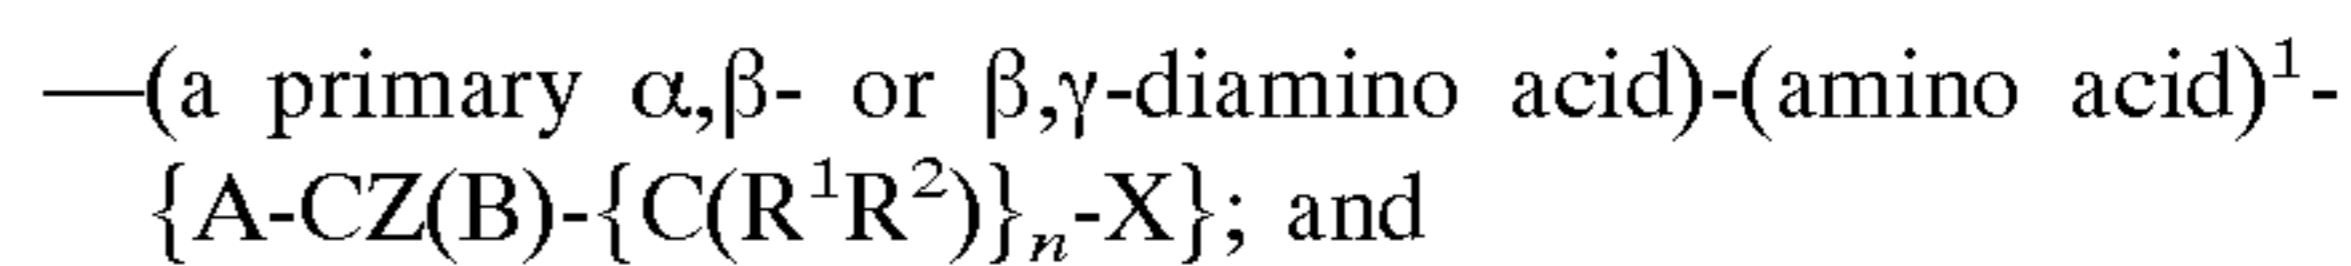 —(a primary α,β- or β,γ-diamino acid)-(amino acid)¹-
{A-CZ(B)-{C(R¹R²)}ₙ-X}; and